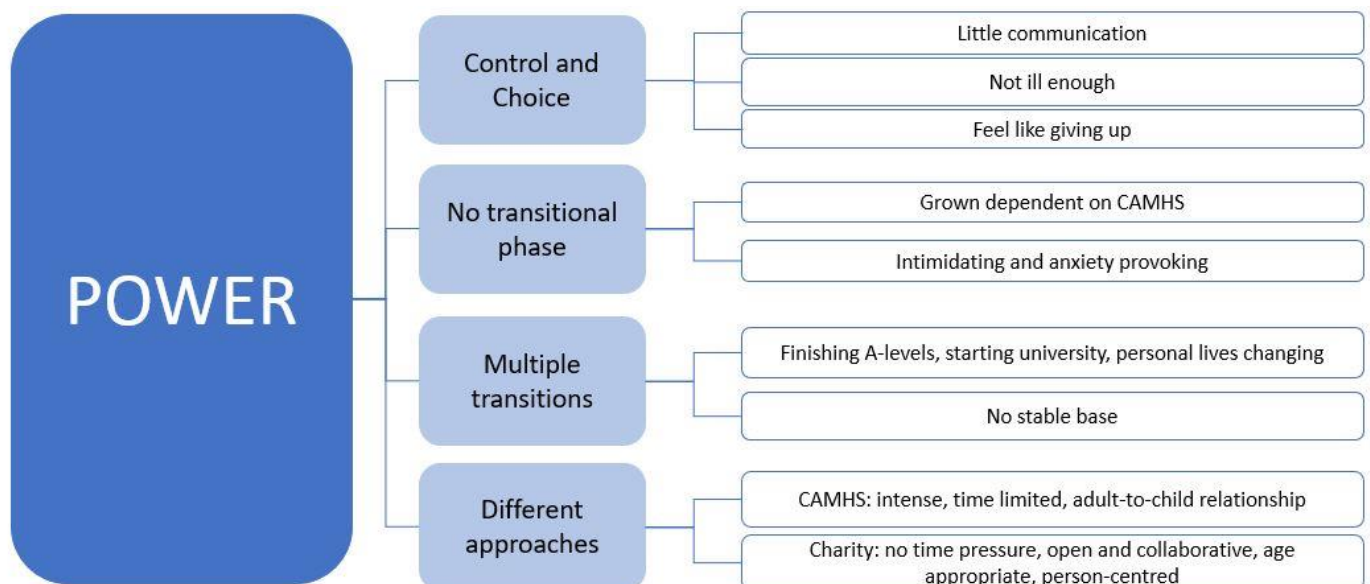 POWER
Control and
Choice
Little communication
Not ill enough
Feel like giving up
No transitional
phase
Grown dependent on CAMHS
Intimidating and anxiety provoking
Multiple
transitions
Finishing A-levels, starting university, personal lives changing
No stable base
Different
approaches
CAMHS: intense, time limited, adult-to-child relationship
Charity: no time pressure, open and collaborative, age
appropriate, person-centred